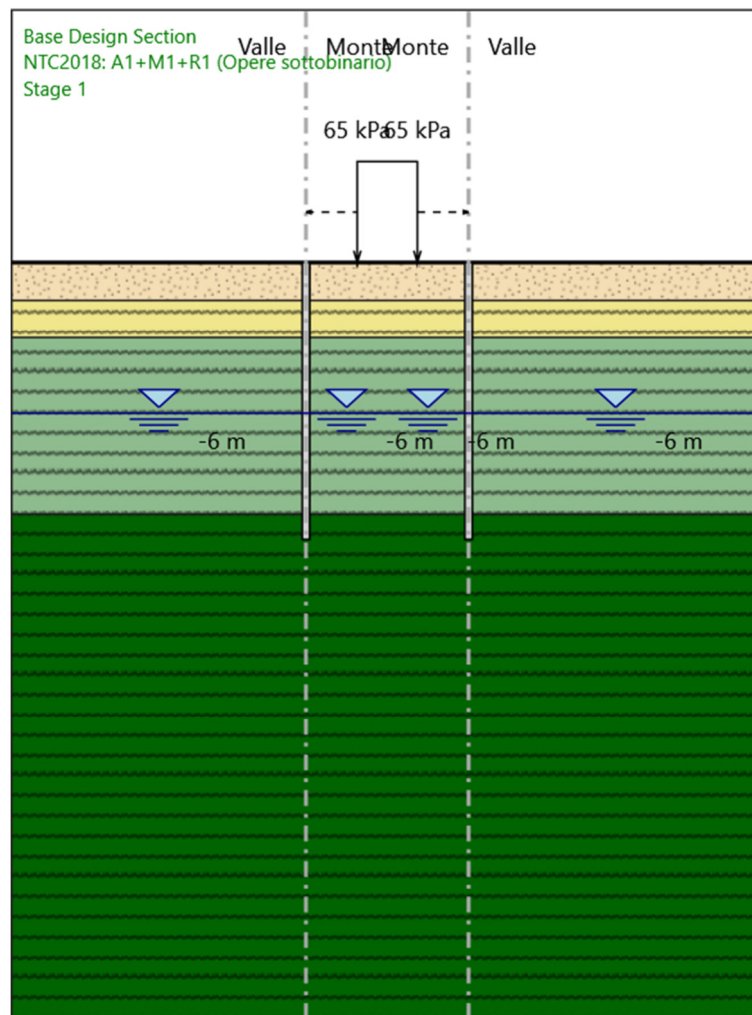 Base Design Section
Valle Monte Monte Valle
NTC2018: A1+M1+R1 (Opere sottobinario)
Stage 1
65 kPa 65 kPa
-6 m -6 m -6 m -6 m